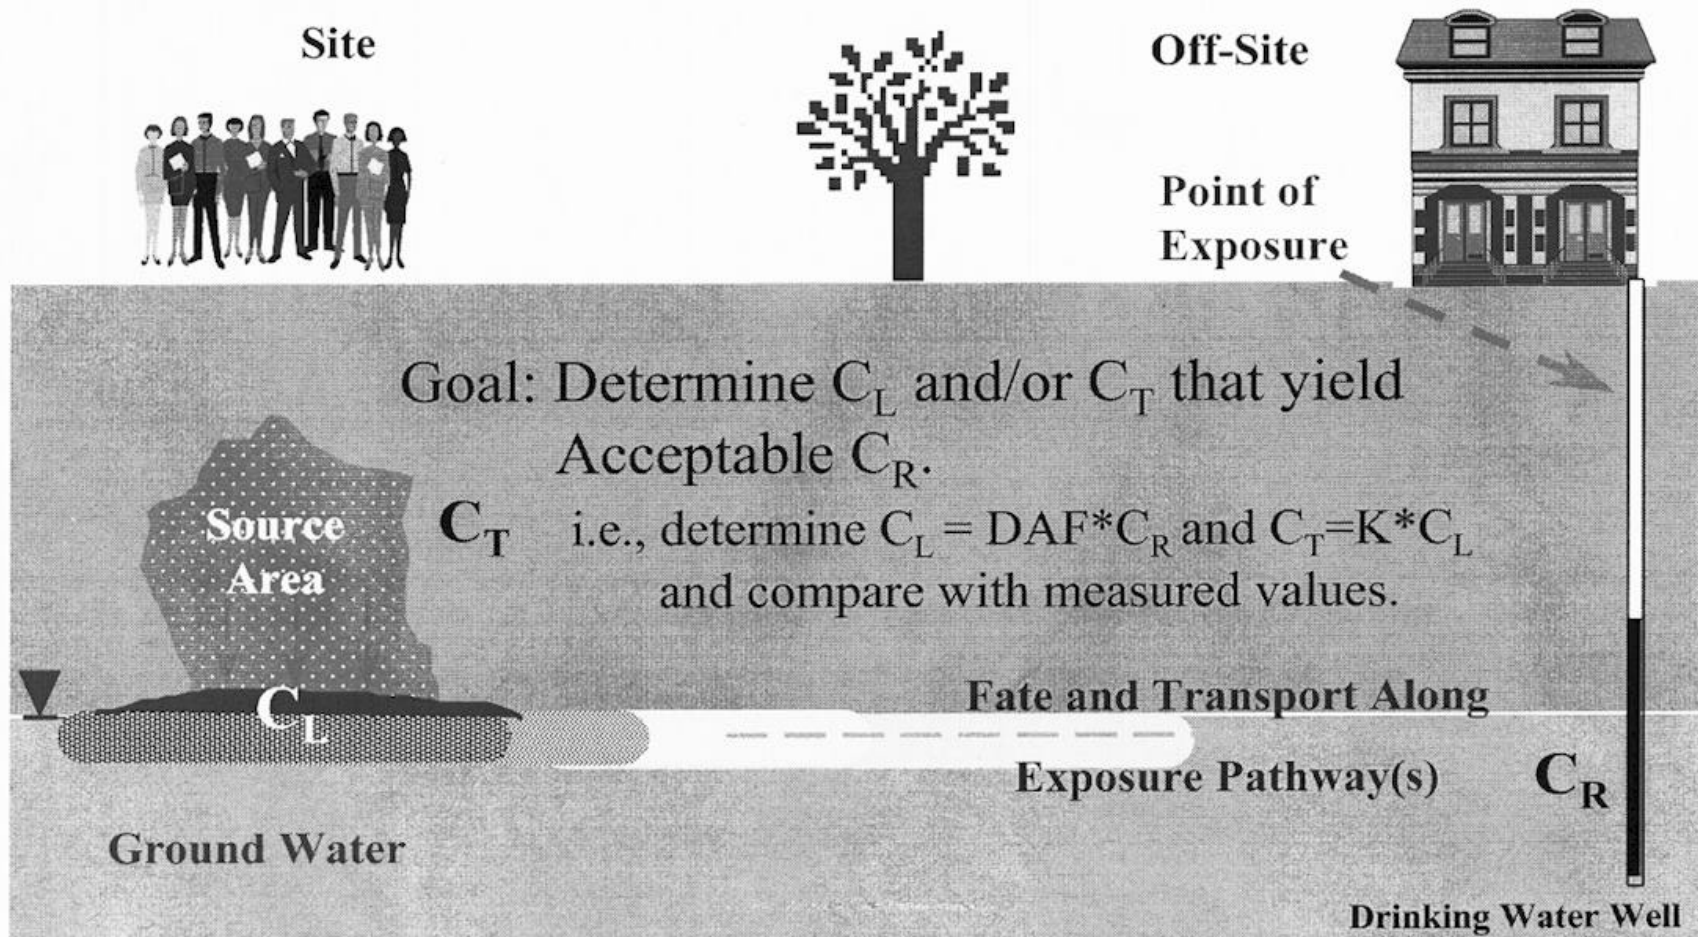 Site
Off-Site
Point of
Exposure
Goal: Determine C_L and/or C_T that yield
Acceptable C_R.
C_T
i.e., determine C_L = DAF*C_R and C_T=K*C_L
and compare with measured values.
Source
Area
C_L
Fate and Transport Along
Exposure Pathway(s)
C_R
Ground Water
Drinking Water Well